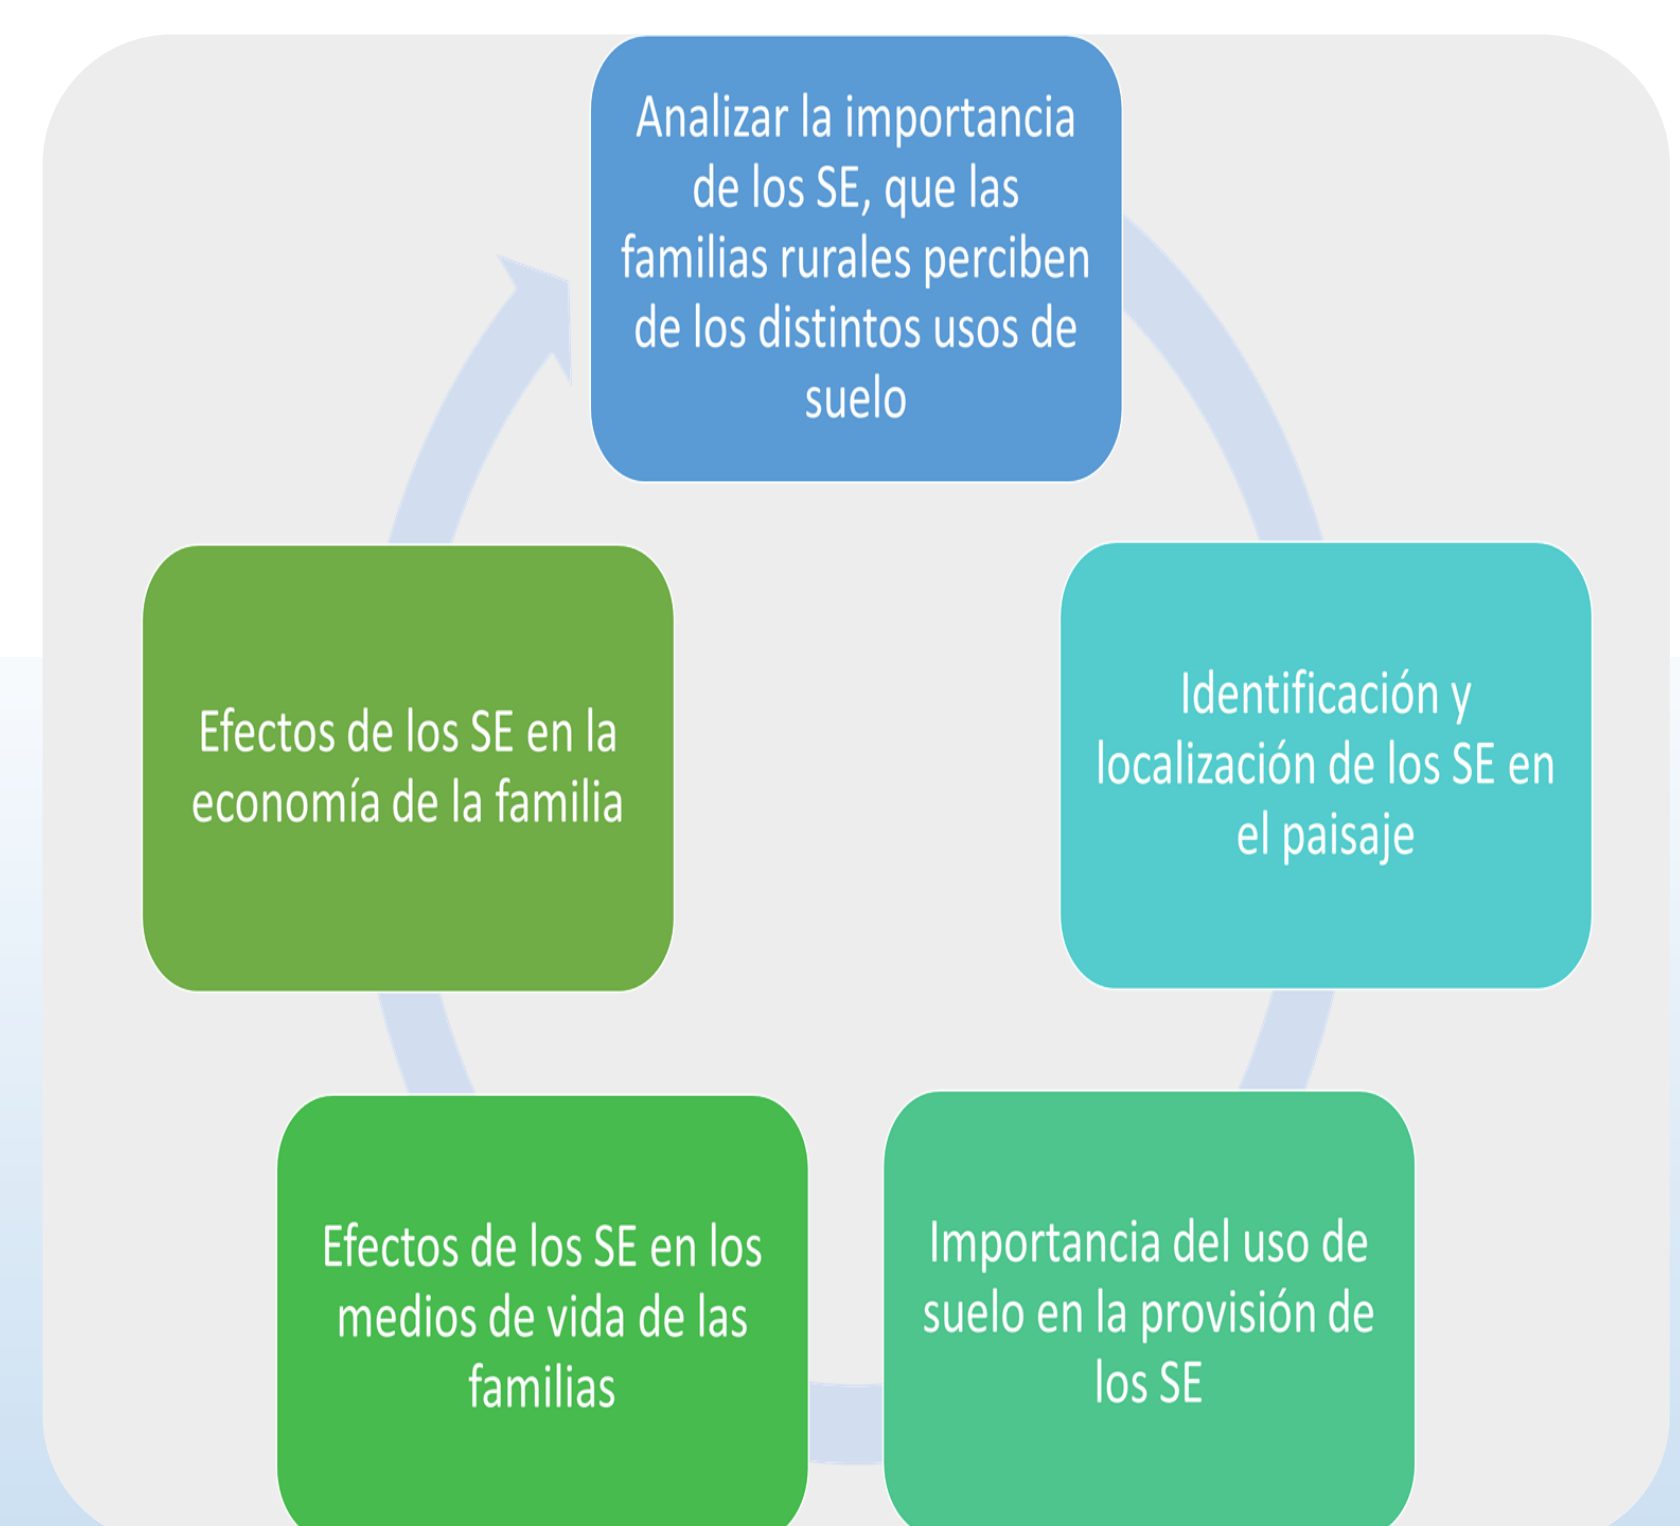 Analizar la importancia
de los SE, que las
familias rurales perciben
de los distintos usos de
suelo
Identificación y
localización de los SE en
el paisaje
Importancia del uso de
suelo en la provisión de
los SE
Efectos de los SE en los
medios de vida de las
familias
Efectos de los SE en la
economía de la familia